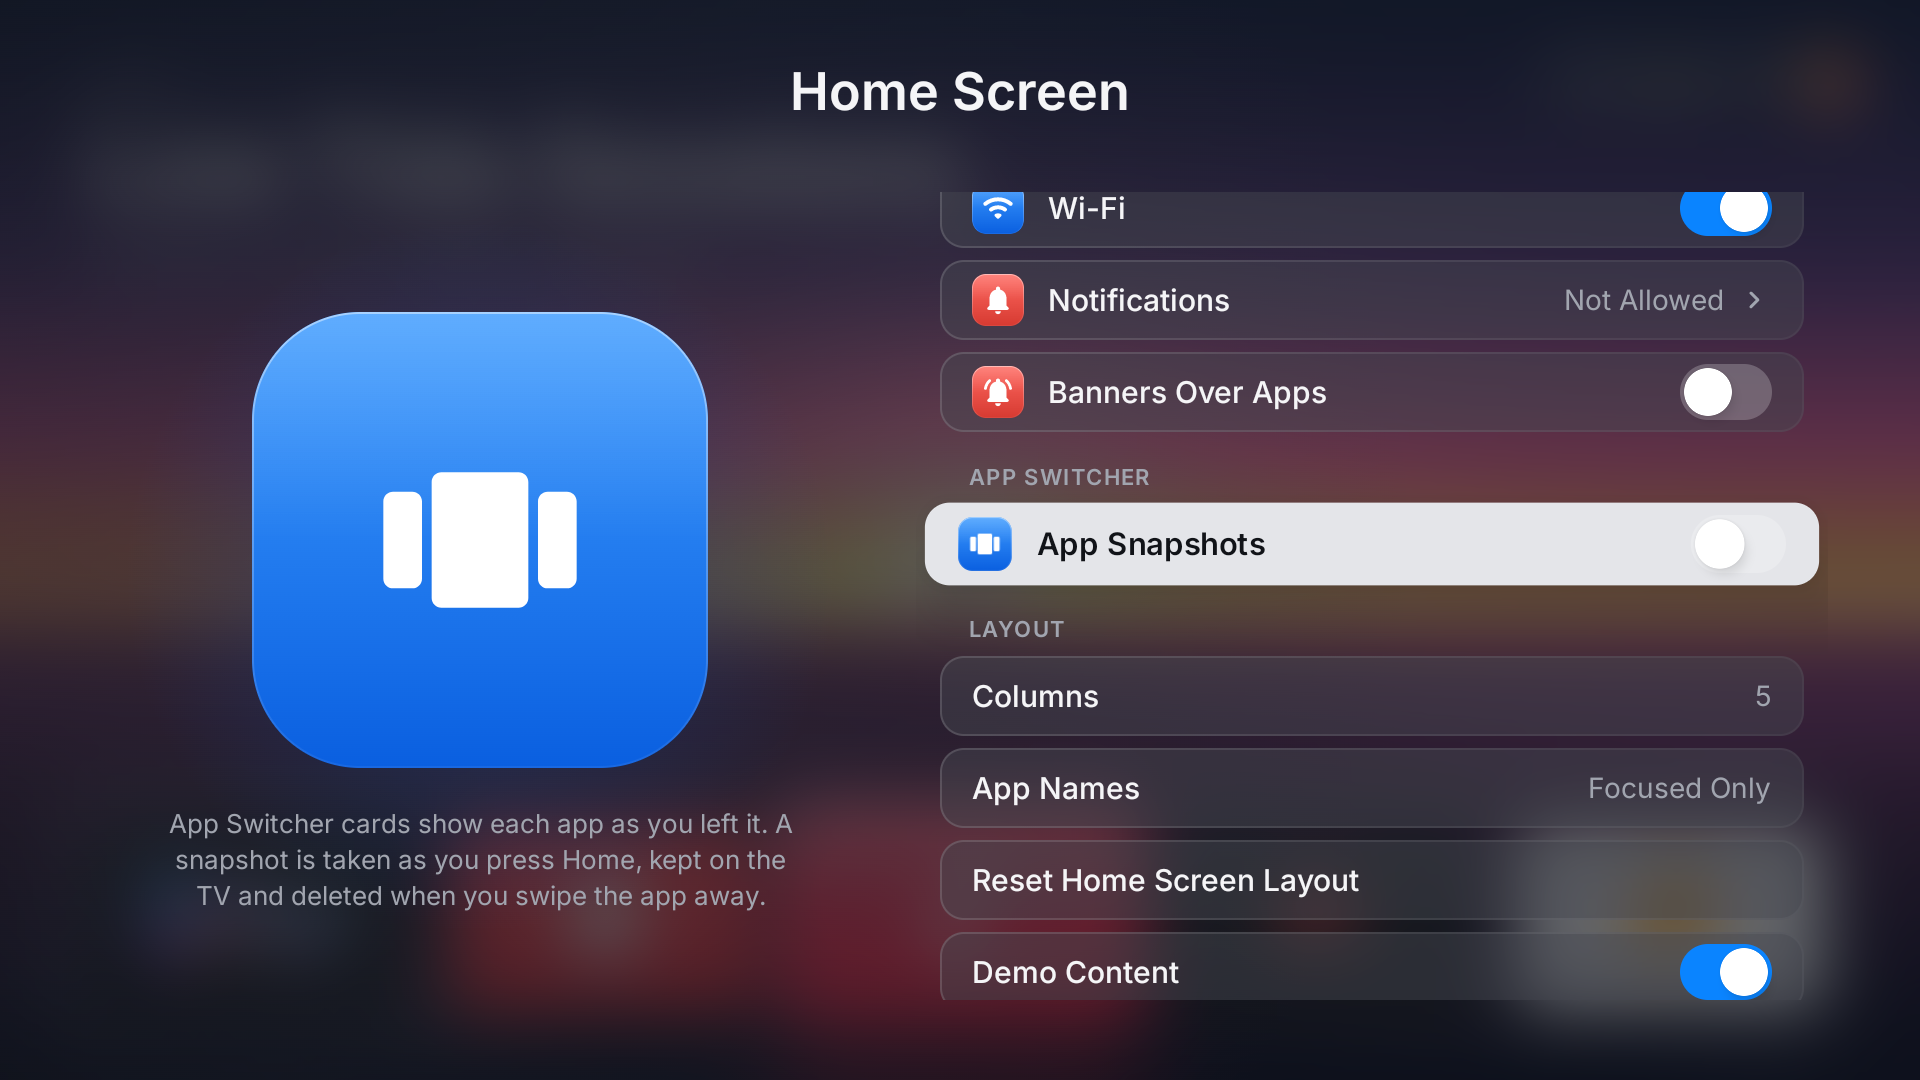 Home Screen
Wi-Fi
Notifications
Not Allowed
Banners Over Apps
APP SWITCHER
App Snapshots
LAYOUT
Columns
5
App Names
Focused Only
Reset Home Screen Layout
Demo Content
App Switcher cards show each app as you left it. A
snapshot is taken as you press Home, kept on the
TV and deleted when you swipe the app away.